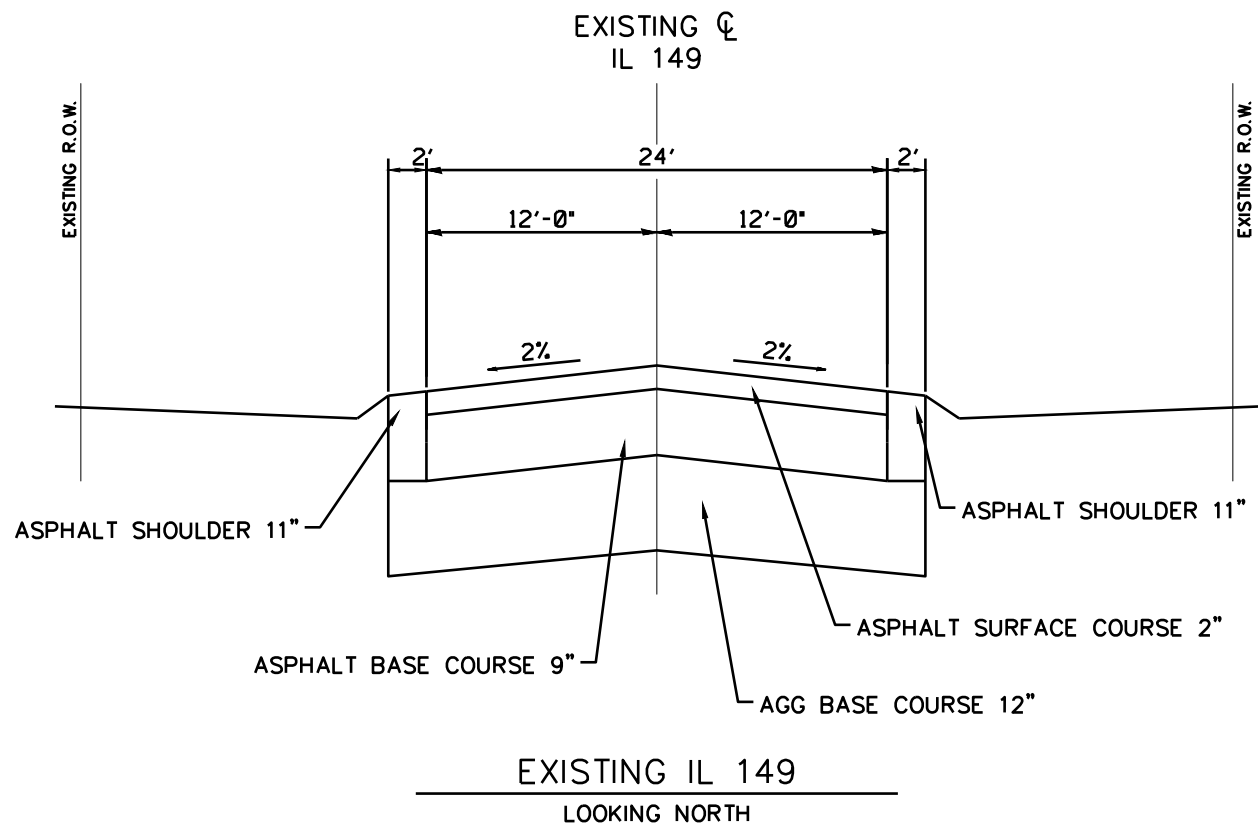 EXISTING ℄
IL 149
EXISTING R.O.W.
EXISTING R.O.W.
2'
24'
2'
12'-0"
12'-0"
2%
2%
ASPHALT SHOULDER 11"
ASPHALT SHOULDER 11"
ASPHALT SURFACE COURSE 2"
ASPHALT BASE COURSE 9"
AGG BASE COURSE 12"
EXISTING IL 149
LOOKING NORTH